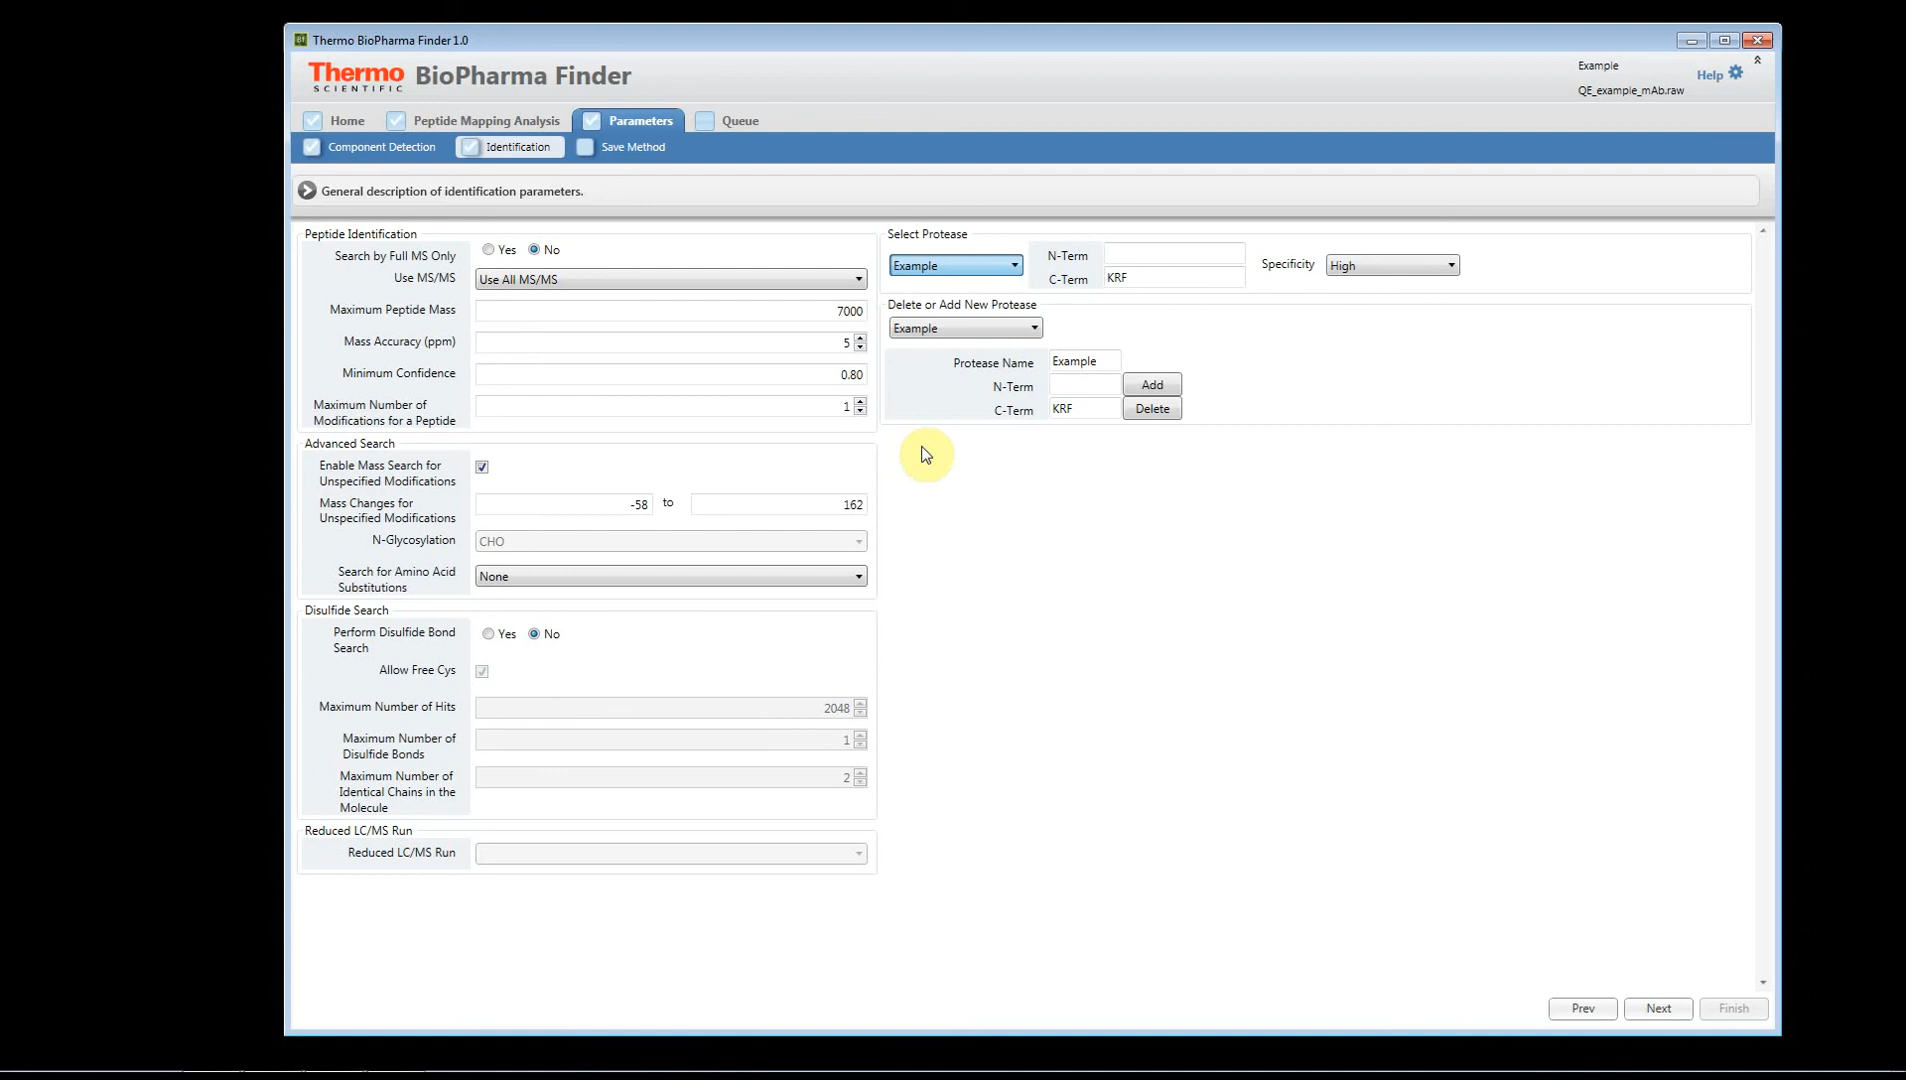 Thermo BioPharma Finder 1.0
Thermo
SCIENTIFIC
BioPharma Finder
Example
QE_example_mAb.raw
Help
Home
Peptide Mapping Analysis
Parameters
Queue
Component Detection
Identification
Save Method
General description of identification parameters.
Peptide Identification
Search by Full MS Only
Yes
No
Use MS/MS
Use All MS/MS
Maximum Peptide Mass
7000
Mass Accuracy (ppm)
5
Minimum Confidence
0.80
Maximum Number of
Modifications for a Peptide
1
Advanced Search
Enable Mass Search for
Unspecified Modifications
Mass Changes for
Unspecified Modifications
-58
to
162
N-Glycosylation
CHO
Search for Amino Acid
Substitutions
None
Disulfide Search
Perform Disulfide Bond
Search
Yes
No
Allow Free Cys
Maximum Number of Hits
2048
Maximum Number of
Disulfide Bonds
1
Maximum Number of
Identical Chains in the
Molecule
2
Reduced LC/MS Run
Reduced LC/MS Run
Select Protease
Example
N-Term
C-Term
KRF
Specificity
High
Delete or Add New Protease
Example
Protease Name
Example
N-Term
Add
C-Term
KRF
Delete
Prev
Next
Finish